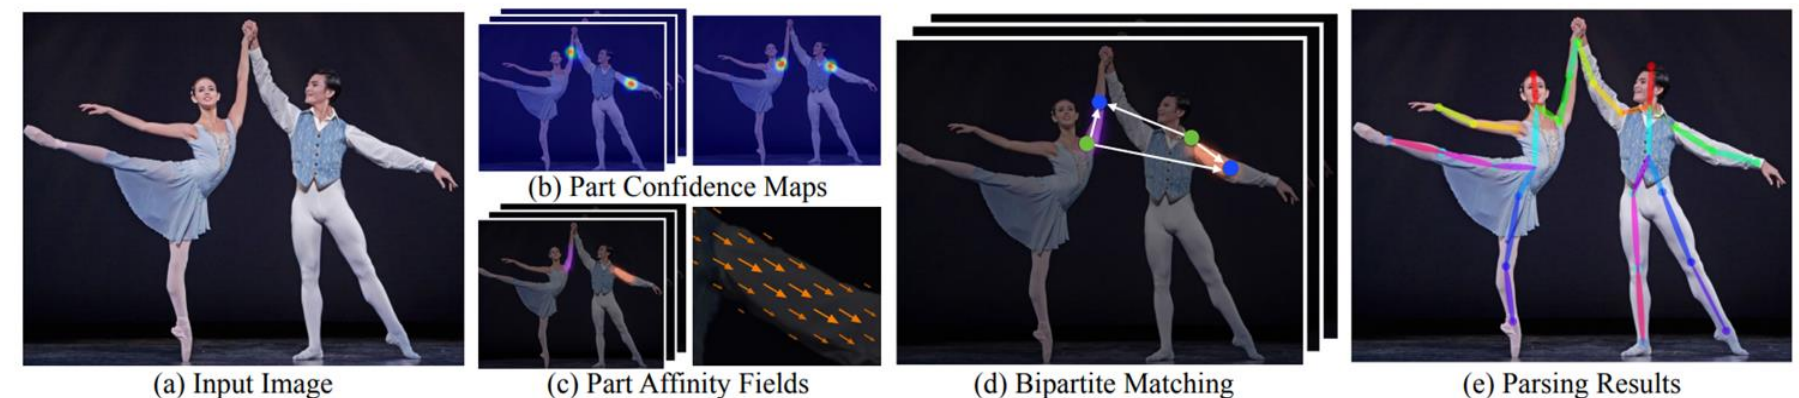 (a) Input Image
(b) Part Confidence Maps
(c) Part Affinity Fields
(d) Bipartite Matching
(e) Parsing Results